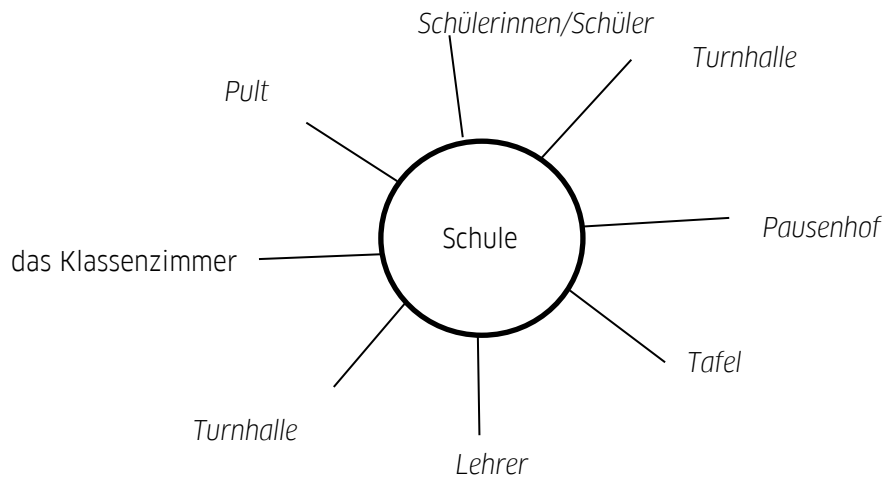 Schülerinnen/Schüler
Turnhalle
Pult
Pausenhof
Schule
das Klassenzimmer
Tafel
Turnhalle
Lehrer